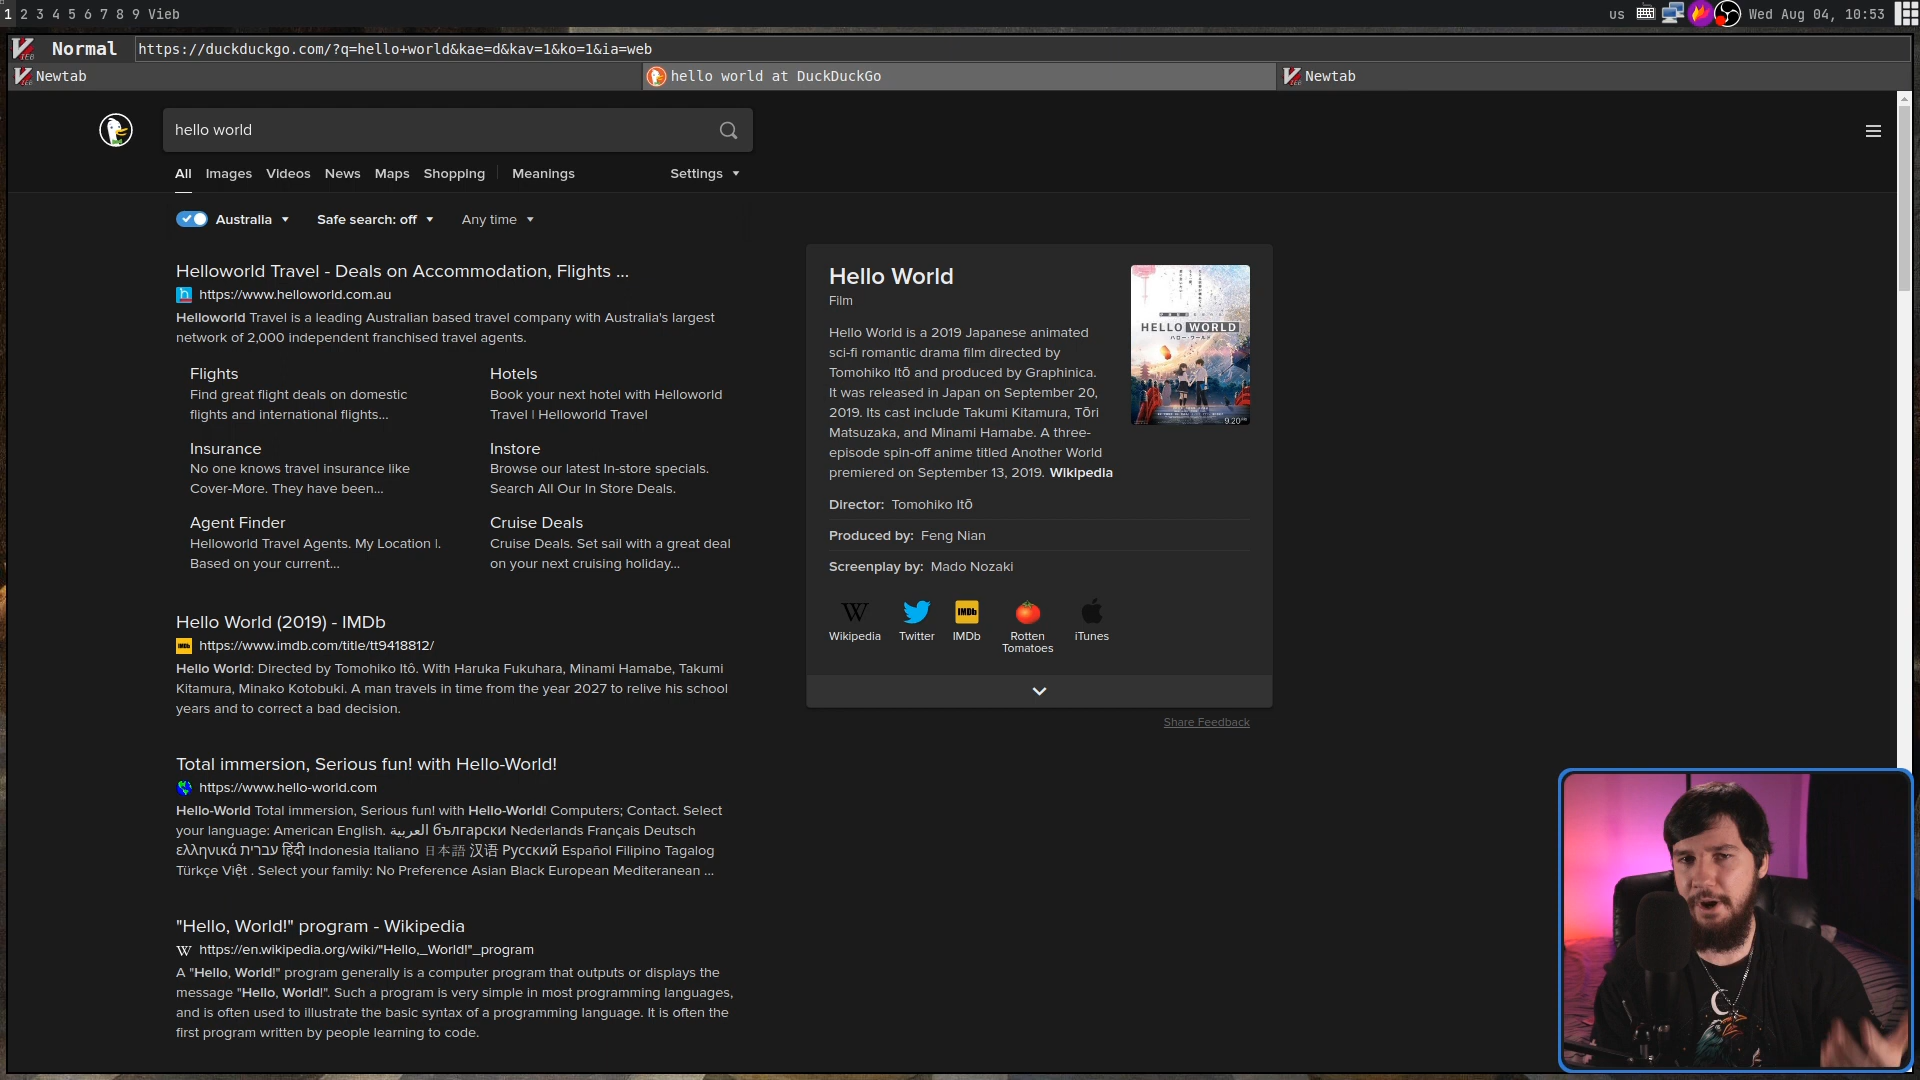 1 2 3 4 5 6 7 8 9 Vieb
us
Wed Aug 04, 10:53
Normal
https://duckduckgo.com/?q=hello+world&kae=d&kav=1&ko=1&ia=web
Newtab
hello world at DuckDuckGo
Newtab
hello world
All Images Videos News Maps Shopping Meanings Settings
Australia Safe search: off Any time
Helloworld Travel - Deals on Accommodation, Flights ...
https://www.helloworld.com.au
Helloworld Travel is a leading Australian based travel company with Australia's largest
network of 2,000 independent franchised travel agents.
Flights
Find great flight deals on domestic
flights and international flights...
Hotels
Book your next hotel with Helloworld
Travel | Helloworld Travel
Insurance
No one knows travel insurance like
Cover-More. They have been...
Instore
Browse our latest In-store specials.
Search All Our In Store Deals.
Agent Finder
Helloworld Travel Agents. My Location |.
Based on your current...
Cruise Deals
Cruise Deals. Set sail with a great deal
on your next cruising holiday...
Hello World (2019) - IMDb
https://www.imdb.com/title/tt9418812/
Hello World: Directed by Tomohiko Itô. With Haruka Fukuhara, Minami Hamabe, Takumi
Kitamura, Minako Kotobuki. A man travels in time from the year 2027 to relive his school
years and to correct a bad decision.
Total immersion, Serious fun! with Hello-World!
https://www.hello-world.com
Hello-World Total immersion, Serious fun! with Hello-World! Computers; Contact. Select
your language: American English. العربية български Nederlands Français Deutsch
ελληνικά עברית हिंदी Indonesia Italiano 日本語 汉语 Русский Español Filipino Tagalog
Türkçe Việt . Select your family: No Preference Asian Black European Mediteranean ...
"Hello, World!" program - Wikipedia
https://en.wikipedia.org/wiki/"Hello,_World!"_program
A "Hello, World!" program generally is a computer program that outputs or displays the
message "Hello, World!". Such a program is very simple in most programming languages,
and is often used to illustrate the basic syntax of a programming language. It is often the
first program written by people learning to code.
Hello World
Film
Hello World is a 2019 Japanese animated
sci-fi romantic drama film directed by
Tomohiko Itō and produced by Graphinica.
It was released in Japan on September 20,
2019. Its cast include Takumi Kitamura, Tōri
Matsuzaka, and Minami Hamabe. A three-
episode spin-off anime titled Another World
premiered on September 13, 2019. Wikipedia
HELLO WORLD
ハロー・ワールド
9.20
Director: Tomohiko Itō
Produced by: Feng Nian
Screenplay by: Mado Nozaki
IMDb
Wikipedia Twitter IMDb Rotten Tomatoes iTunes
Share Feedback